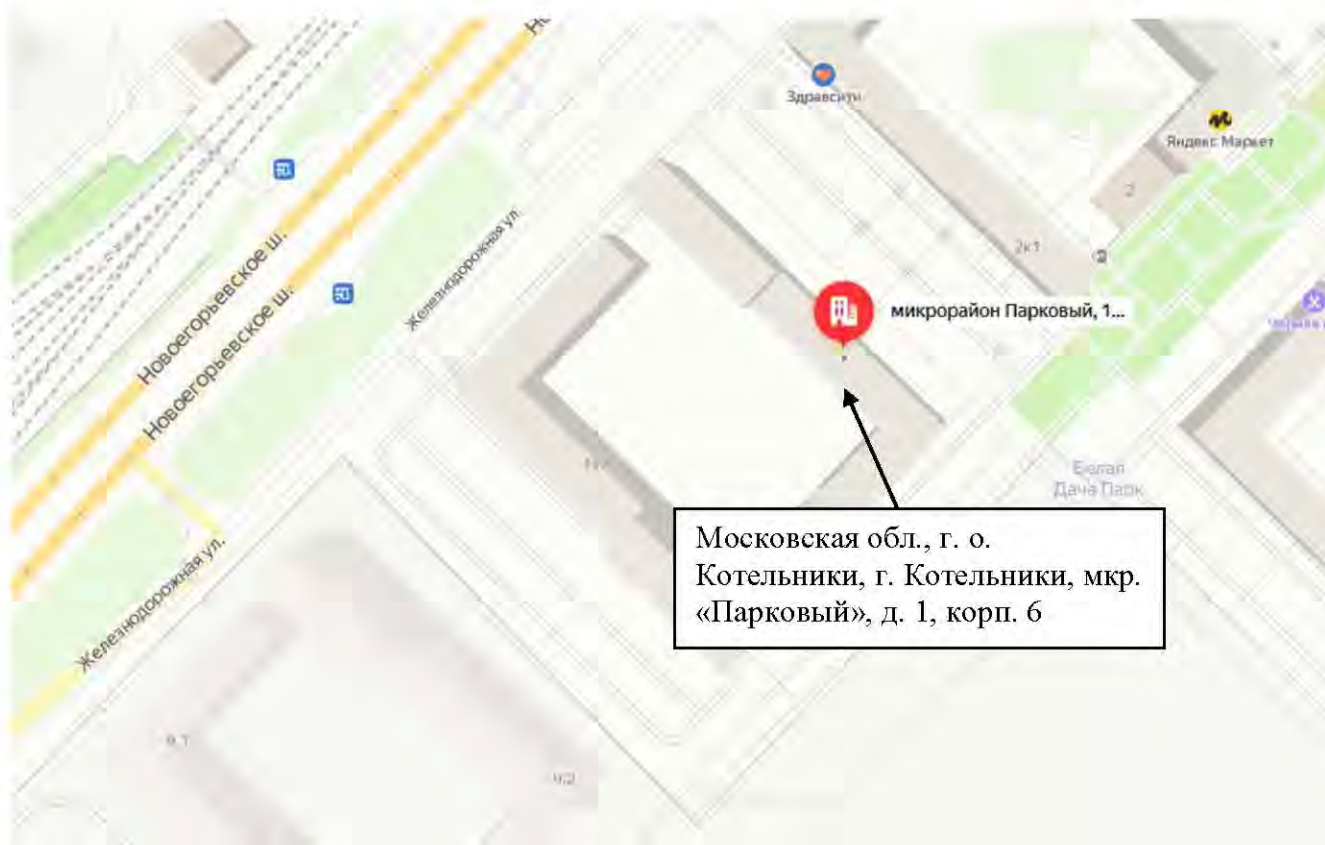 Здравсити
Яндекс Маркет
2
2к1
Новоегорьевское ш.
Новоегорьевское ш.
Железнодорожная ул.
микрорайон Парковый, 1...
Белая
Дача Парк
Московская обл., г. о.
Котельники, г. Котельники, мкр.
«Парковый», д. 1, корп. 6
Железнодорожная ул.